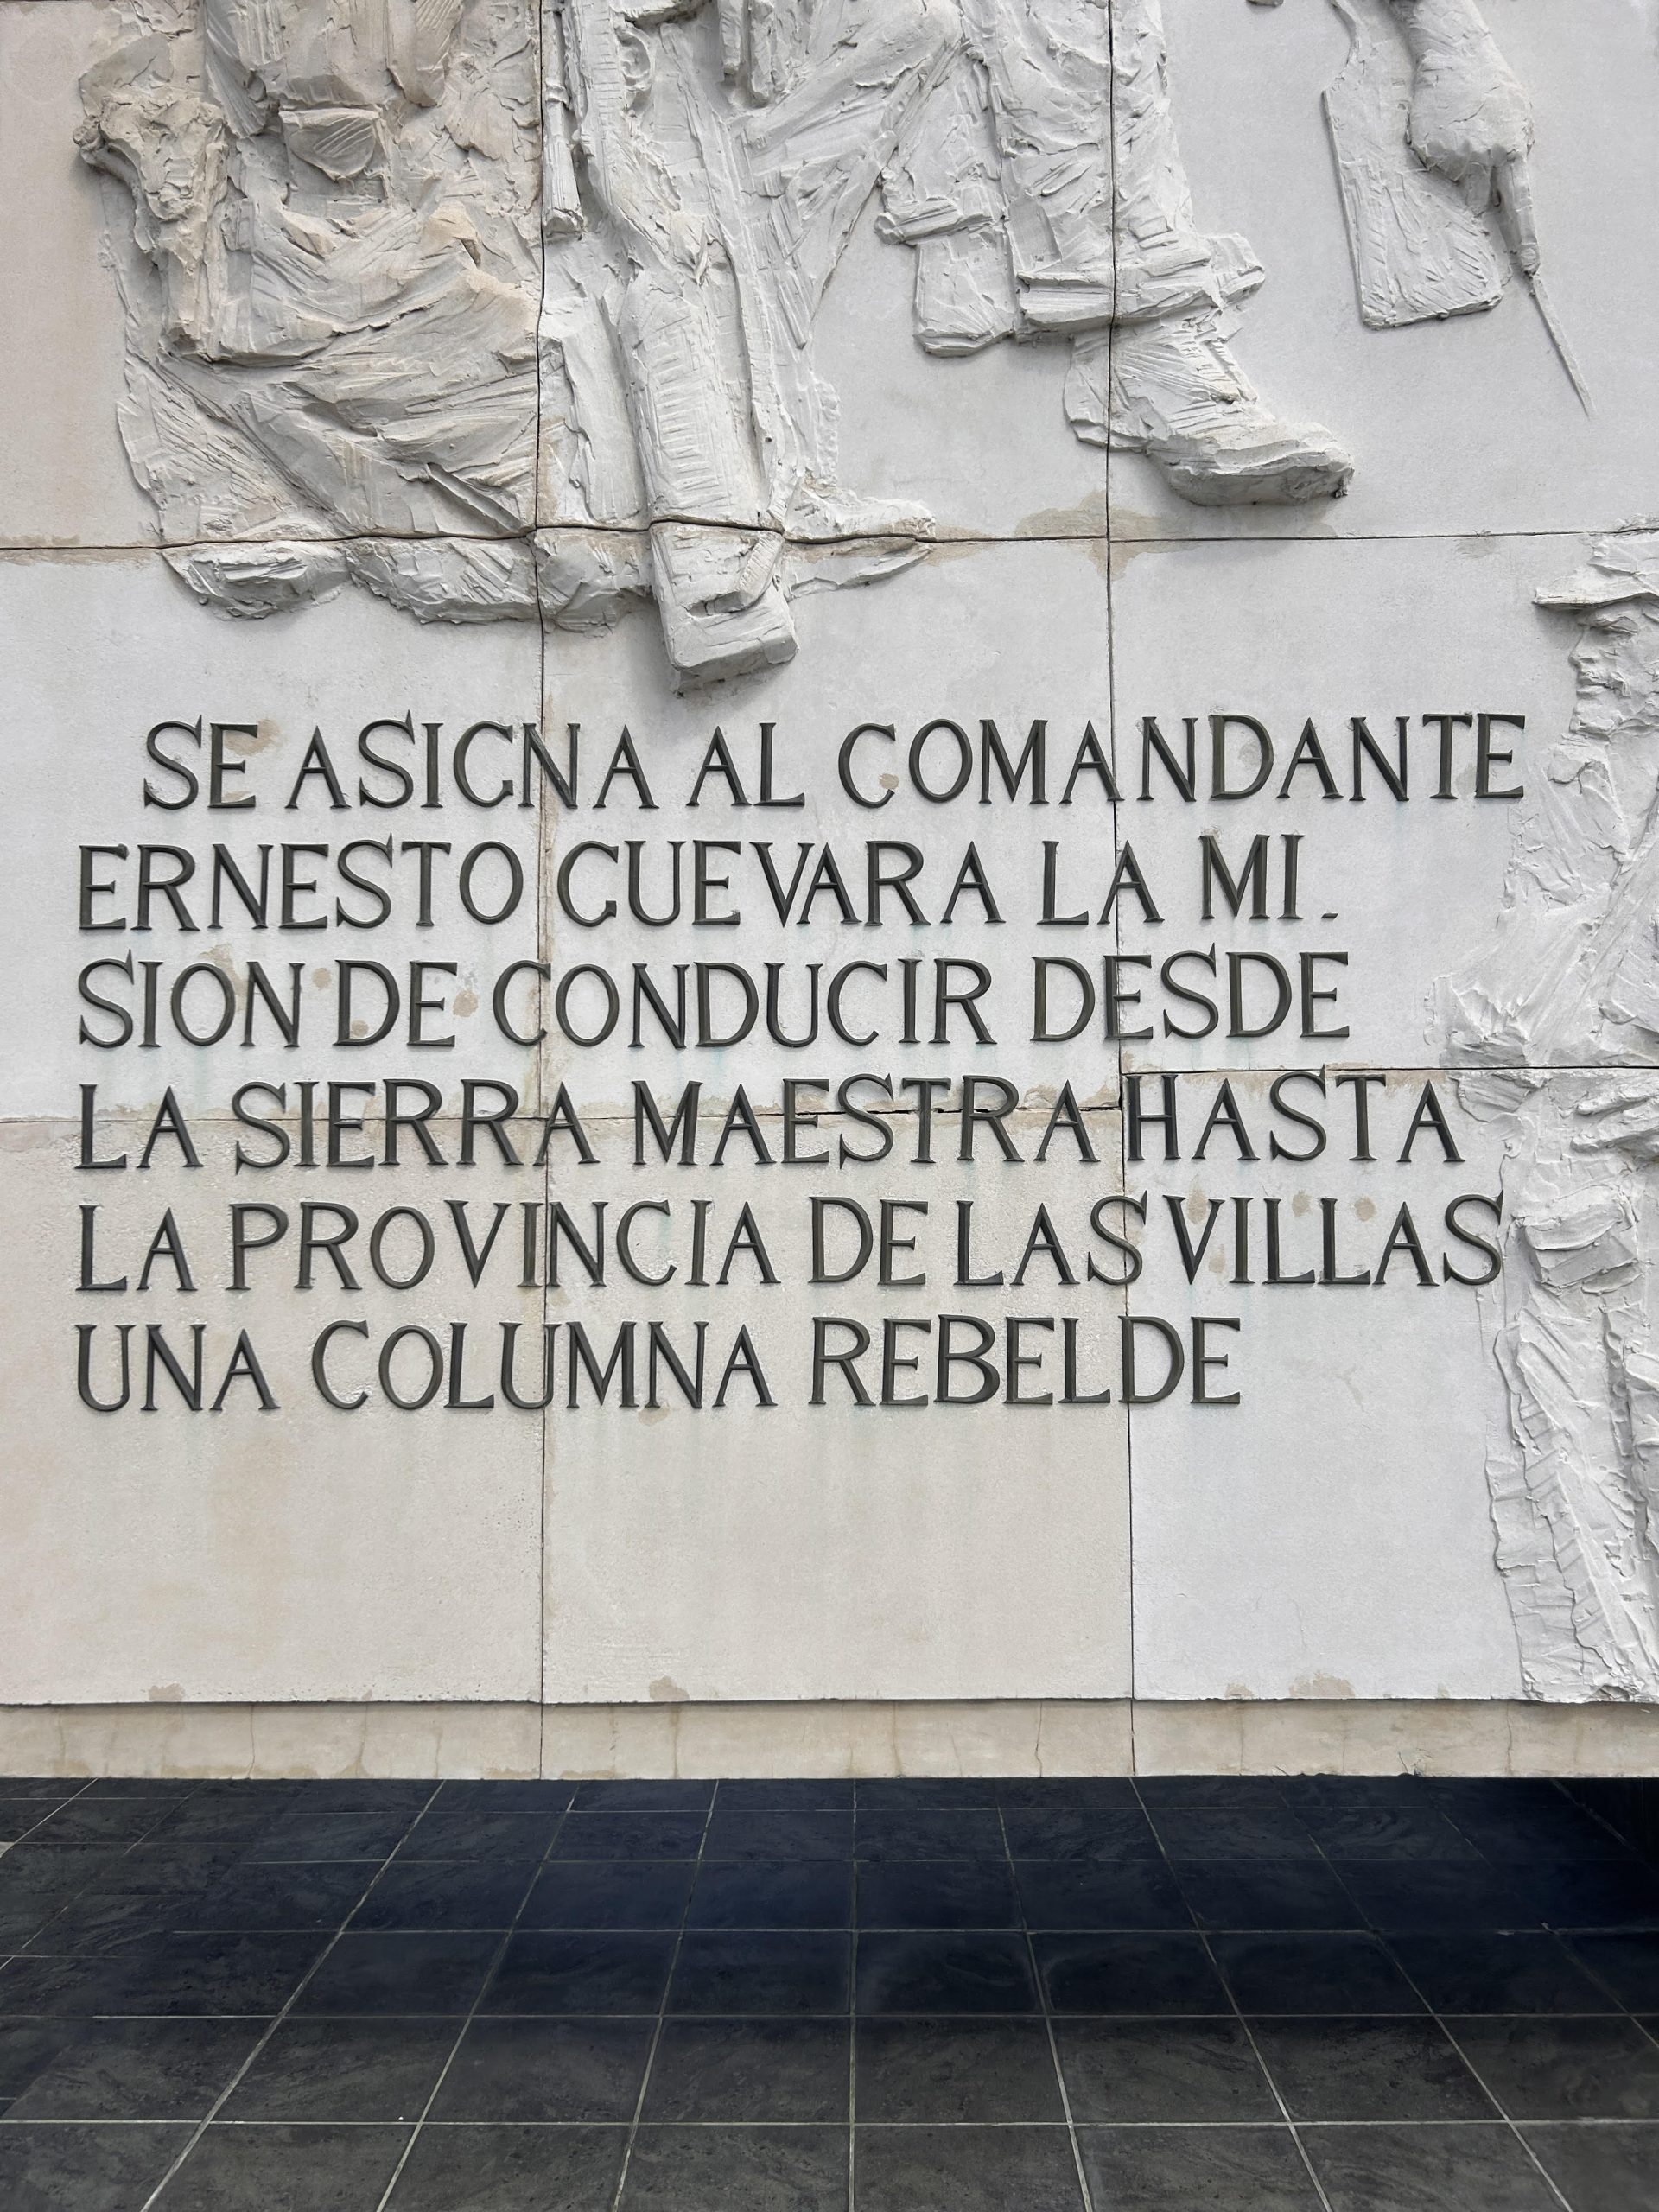 SE ASIGNA AL COMANDANTE
ERNESTO GUEVARA LA MI-
SION DE CONDUCIR DESDE
LA SIERRA MAESTRA HASTA
LA PROVINCIA DE LAS VILLAS
UNA COLUMNA REBELDE